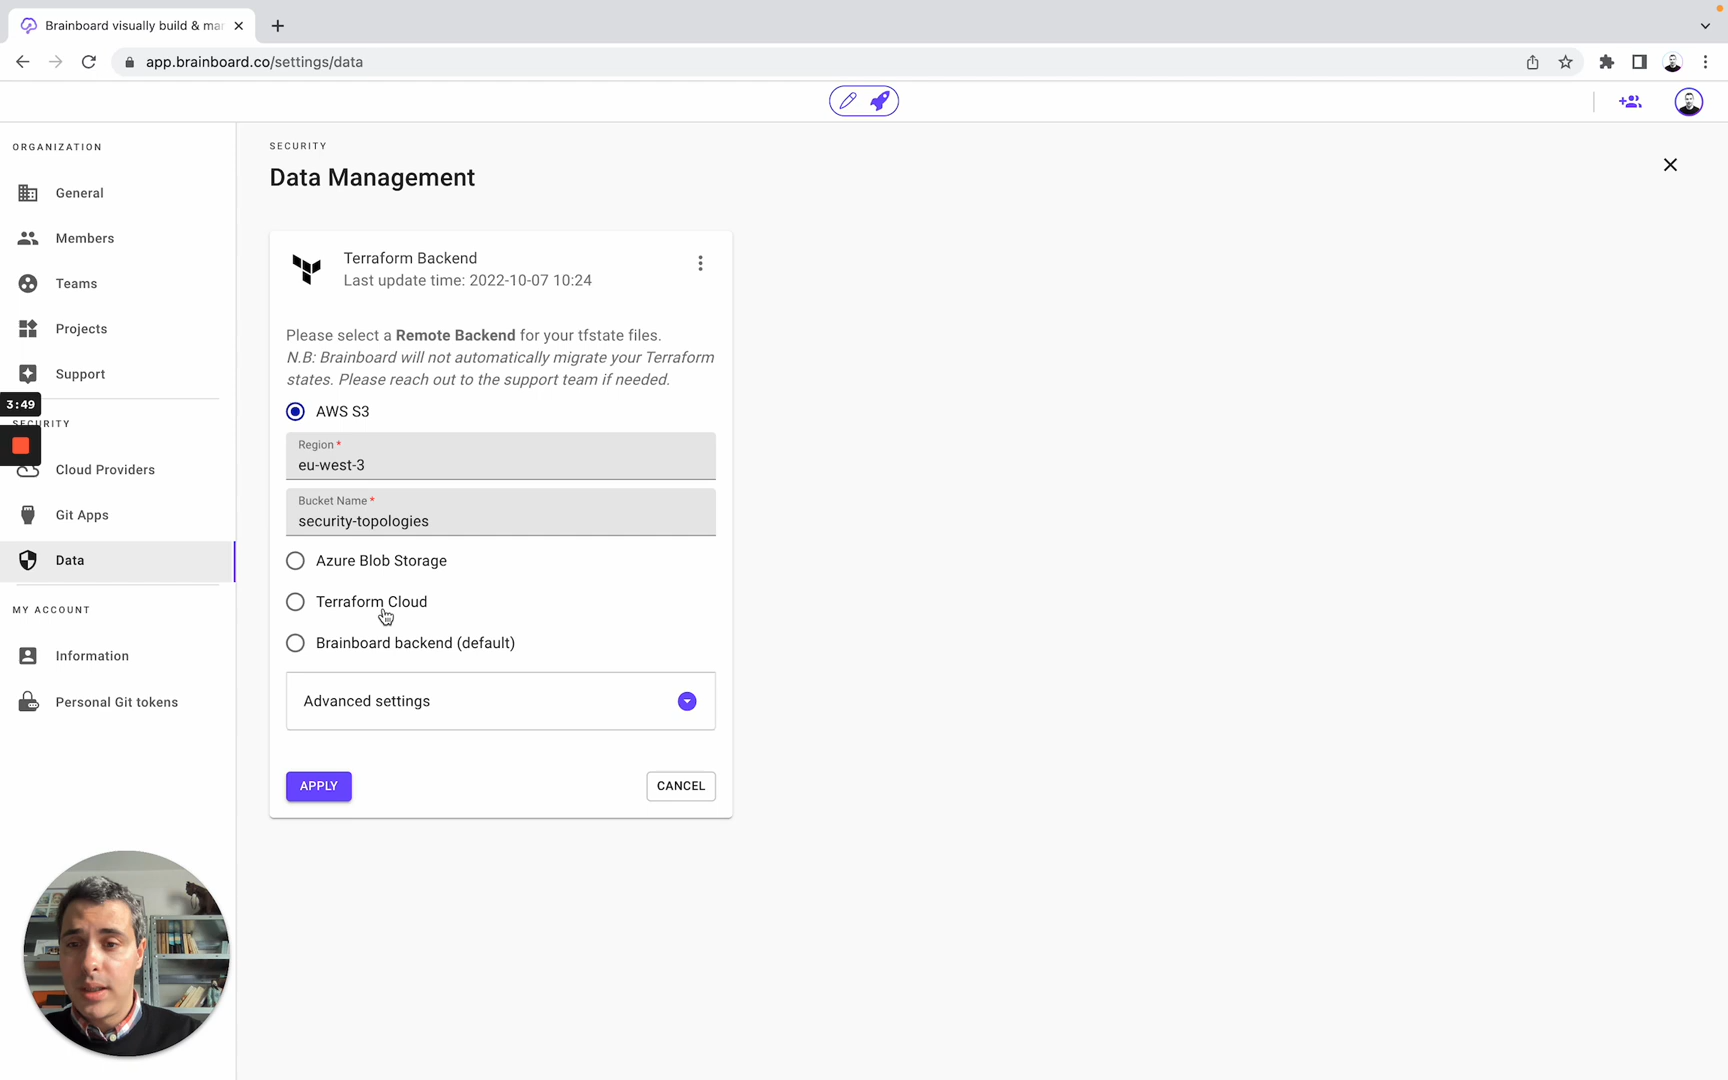 Brainboard visually build & mar
app.brainboard.co/settings/data
ORGANIZATION
General
Members
Teams
Projects
Support
3:49
SECURITY
Cloud Providers
Git Apps
Data
MY ACCOUNT
Information
Personal Git tokens
SECURITY
Data Management
Terraform Backend
Last update time: 2022-10-07 10:24
Please select a Remote Backend for your tfstate files.
N.B: Brainboard will not automatically migrate your Terraform
states. Please reach out to the support team if needed.
AWS S3
Region *
eu-west-3
Bucket Name *
security-topologies
Azure Blob Storage
Terraform Cloud
Brainboard backend (default)
Advanced settings
APPLY
CANCEL